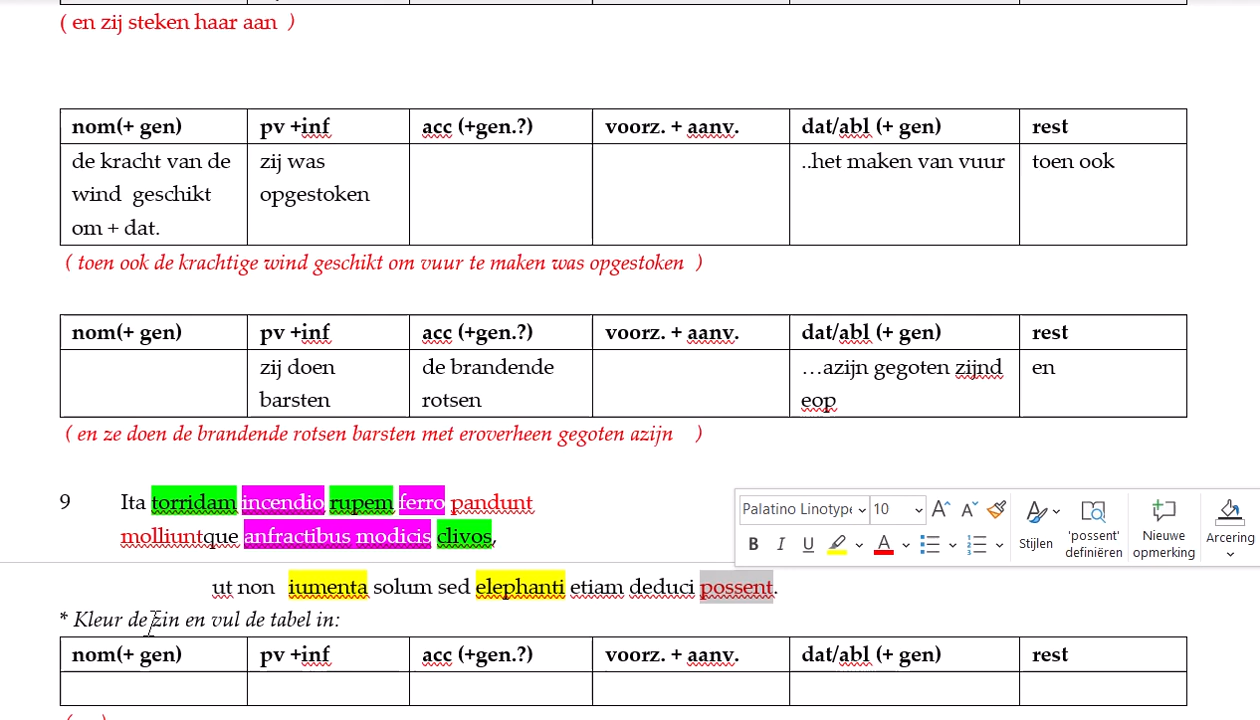 ( en zij steken haar aan )
nom(+ gen) pv +inf acc (+gen.?) voorz. + aanv. dat/abl (+ gen) rest
de kracht van de zij was ..het maken van vuur toen ook
wind geschikt opgestoken
om + dat.
( toen ook de krachtige wind geschikt om vuur te maken was opgestoken )
nom(+ gen) pv +inf acc (+gen.?) voorz. + aanv. dat/abl (+ gen) rest
zij doen de brandende …azijn gegoten zijnd en
barsten rotsen eop
( en ze doen de brandende rotsen barsten met eroverheen gegoten azijn )
9 Ita torridam incendio rupem ferro pandunt
molliuntque anfractibus modicis clivos,
Palatino Linotype 10
B I U A Stijlen 'possent' definiëren Nieuwe opmerking Arcering
ut non iumenta solum sed elephanti etiam deduci possent.
* Kleur de zin en vul de tabel in:
nom(+ gen) pv +inf acc (+gen.?) voorz. + aanv. dat/abl (+ gen) rest